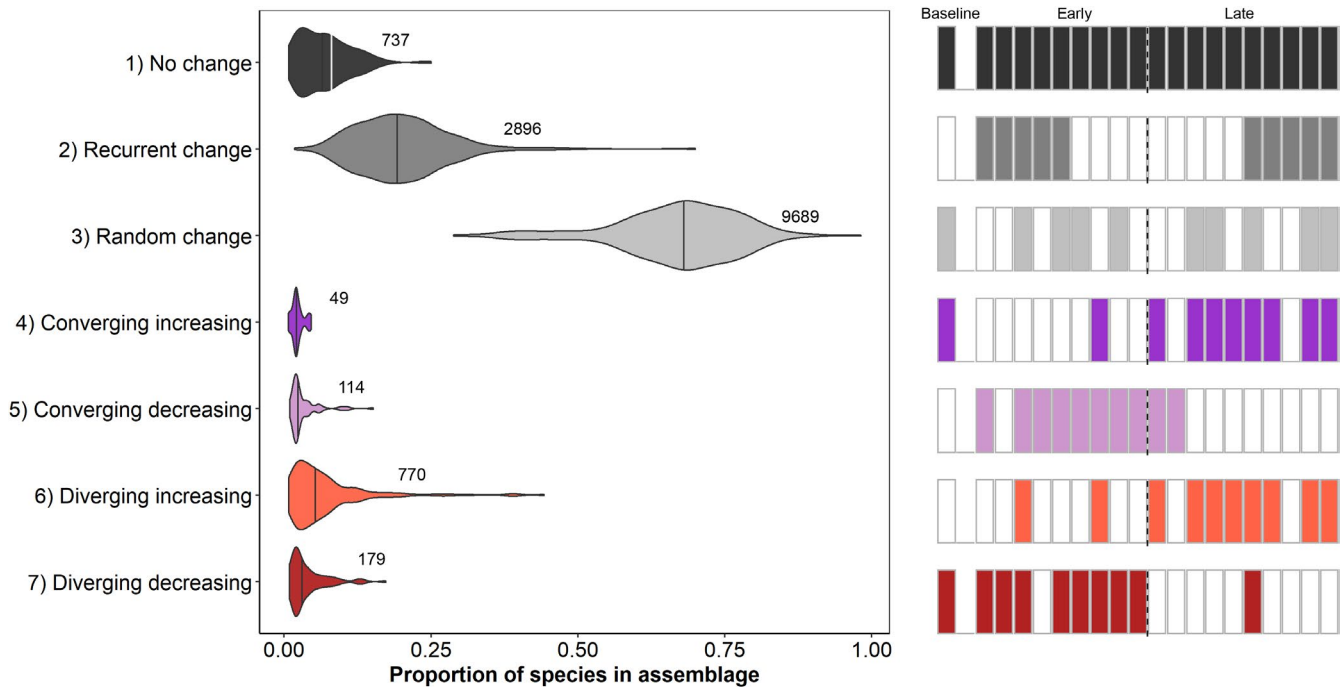 Baseline Early Late
1) No change 737
2) Recurrent change 2896
3) Random change 9689
4) Converging increasing 49
5) Converging decreasing 114
6) Diverging increasing 770
7) Diverging decreasing 179
0.00 0.25 0.50 0.75 1.00
Proportion of species in assemblage